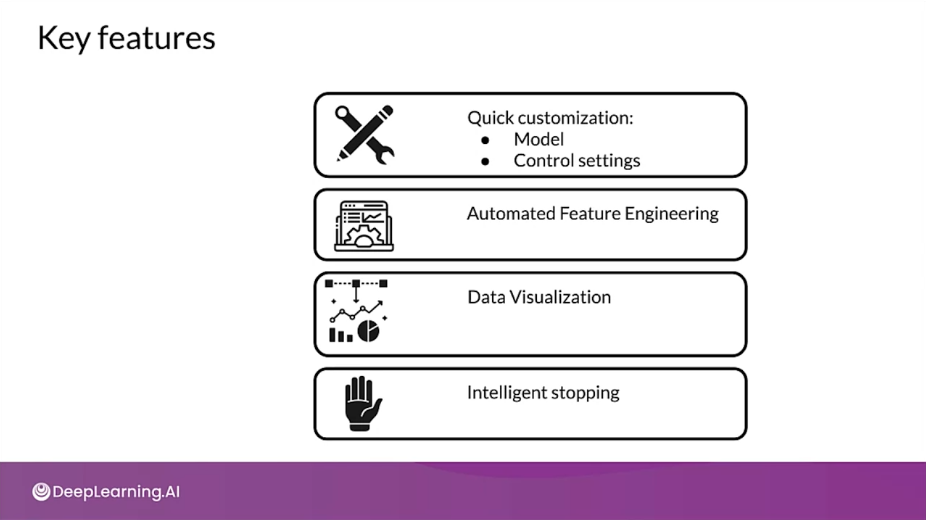 Key features
Quick customization:
● Model
● Control settings
Automated Feature Engineering
Data Visualization
Intelligent stopping
DeepLearning.AI